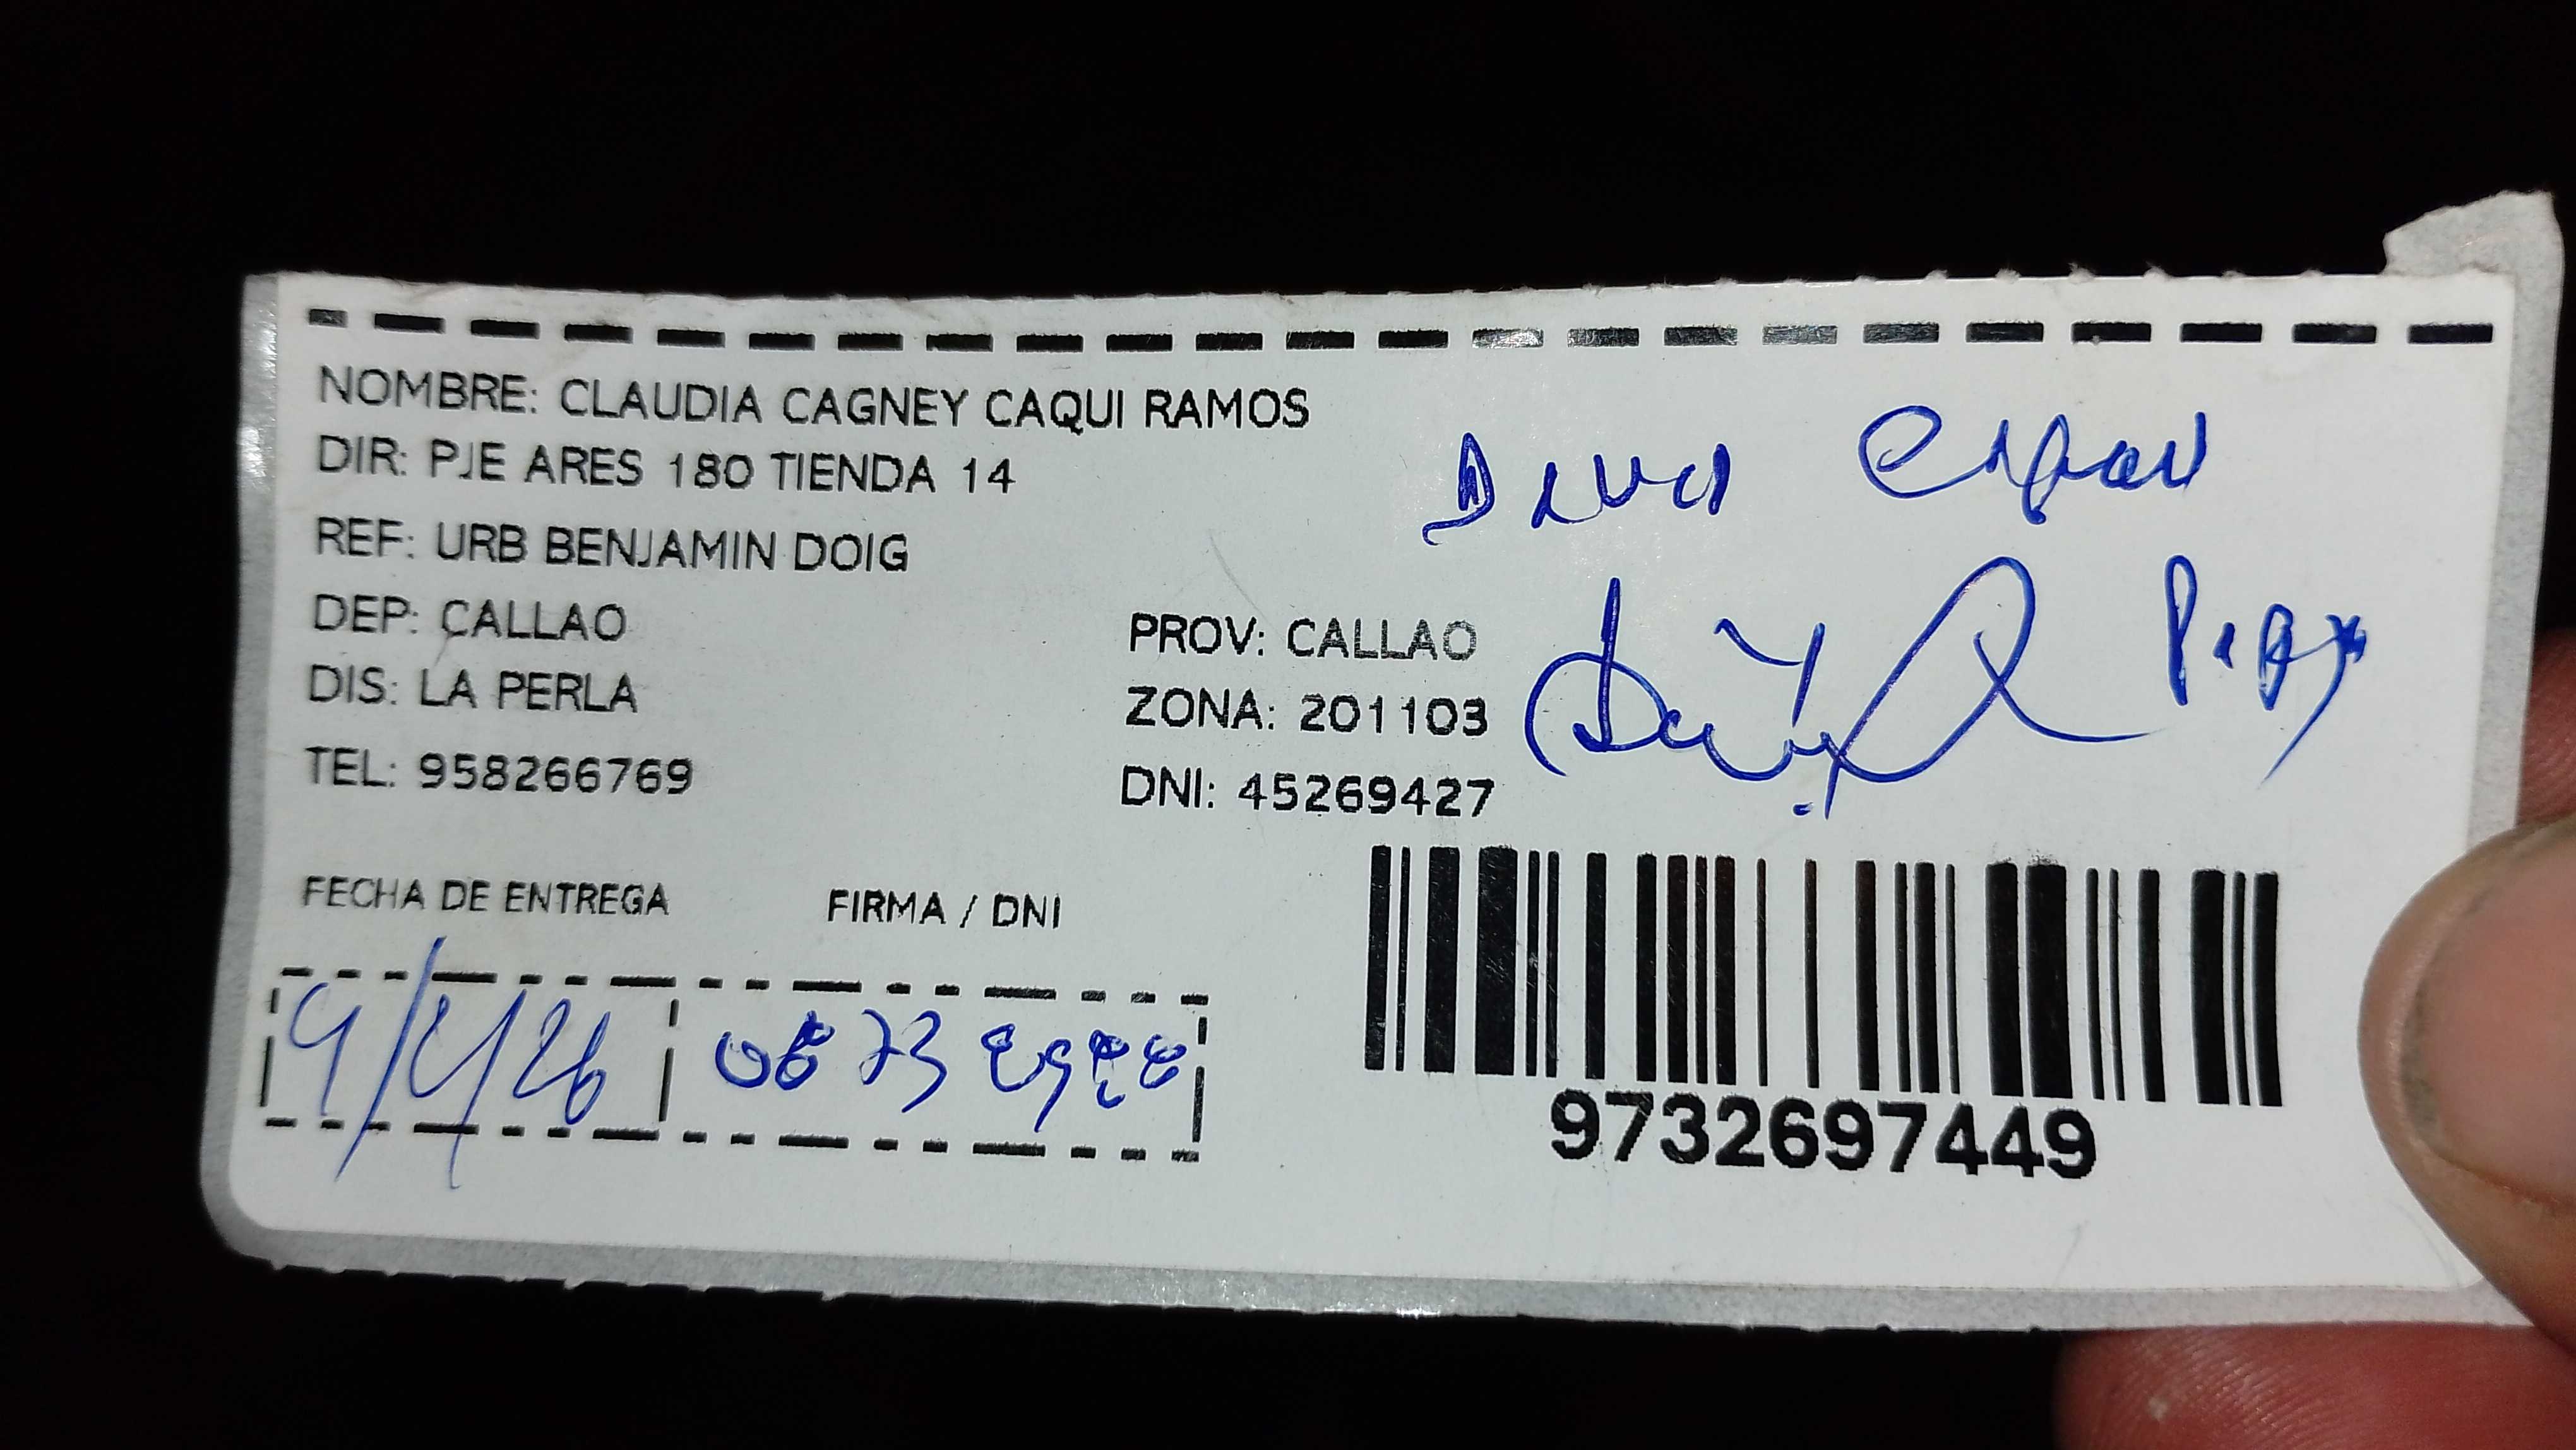 NOMBRE: CLAUDIA CAGNEY CAQUI RAMOS
DIR: PJE ARES 180 TIENDA 14
REF: URB BENJAMIN DOIG
DEP: CALLAO
PROV: CALLAO
DIS: LA PERLA
ZONA: 201103
TEL: 958266769
DNI: 45269427
FECHA DE ENTREGA
FIRMA / DNI
9/4/26
9732697449